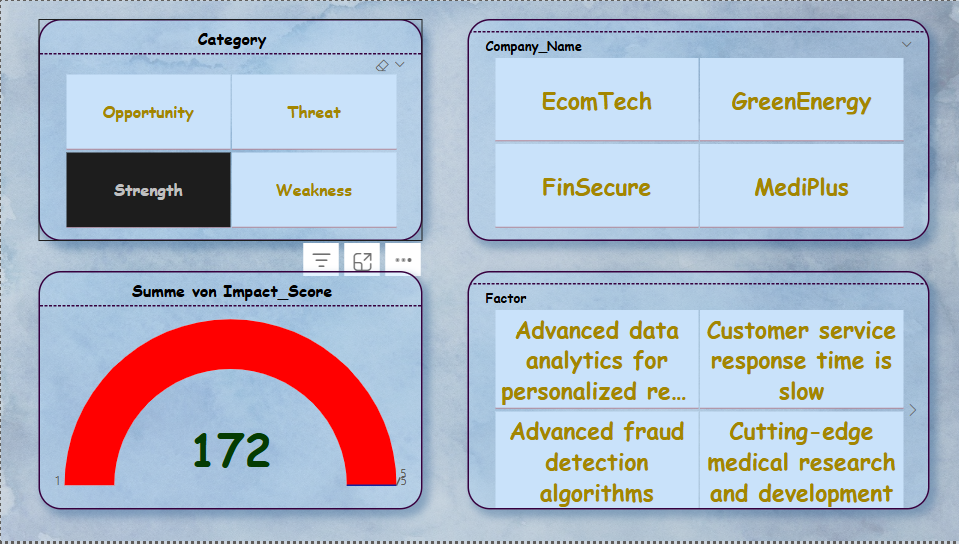 Category
Opportunity
Threat
Strength
Weakness
Company_Name
EcomTech
GreenEnergy
FinSecure
MediPlus
Summe von Impact_Score
172
1
5
5
Factor
Advanced data
analytics for
personalized re...
Customer service
response time is
slow
Advanced fraud
detection
algorithms
Cutting-edge
medical research
and development